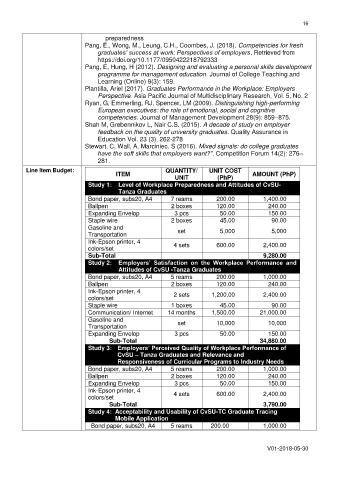 16
preparedness
Pang, E., Wong, M., Leung, C.H., Coombes, J. (2018). Competencies for fresh
graduates' success at work: Perspectives of employers. Retrieved from
https://doi.org/10.1177/0950422218792333
Pang, E, Hung, H (2012). Designing and evaluating a personal skills development
programme for management education. Journal of College Teaching and
Learning (Online) 9(3): 159.
Plantilla, Ariel (2017). Graduates Performance in the Workplace: Employers
Perspective. Asia Pacific Journal of Multidisciplinary Research, Vol. 5, No. 2
Ryan, G, Emmerling, RJ, Spencer, LM (2009). Distinguishing high-performing
European executives: the role of emotional, social and cognitive
competencies. Journal of Management Development 28(9): 859–875.
Shah M, Grebennikov L, Nair C.S. (2015). A decade of study on employer
feedback on the quality of university graduates. Quality Assurance in
Education Vol. 23 (3). 262-278
Stewart, C, Wall, A, Marciniec, S (2016). Mixed signals: do college graduates
have the soft skills that employers want?". Competition Forum 14(2): 276–
281.
Line Item Budget:
ITEM QUANTITY/ UNIT UNIT COST (PhP) AMOUNT (PhP)
Study 1: Level of Workplace Preparedness and Attitudes of CvSU-
Tanza Graduates
Bond paper, subs20, A4 7 reams 200.00 1,400.00
Ballpen 2 boxes 120.00 240.00
Expanding Envelop 3 pcs 50.00 150.00
Staple wire 2 boxes 45.00 90.00
Gasoline and
Transportation set 5,000 5,000
Ink-Epson printer, 4
colors/set 4 sets 600.00 2,400.00
Sub-Total 9,280.00
Study 2: Employers' Satisfaction on the Workplace Performance and
Attitudes of CvSU -Tanza Graduates
Bond paper, subs20, A4 5 reams 200.00 1,000.00
Ballpen 2 boxes 120.00 240.00
Ink-Epson printer, 4
colors/set 2 sets 1,200.00 2,400.00
Staple wire 1 boxes 45.00 90.00
Communication/ Internet 14 months 1,500.00 21,000.00
Gasoline and
Transportation set 10,000 10,000
Expanding Envelop 3 pcs 50.00 150.00
Sub-Total 34,880.00
Study 3: Employers' Perceived Quality of Workplace Performance of
CvSU – Tanza Graduates and Relevance and
Responsiveness of Curricular Programs to Industry Needs
Bond paper, subs20, A4 5 reams 200.00 1,000.00
Ballpen 2 boxes 120.00 240.00
Expanding Envelop 3 pcs 50.00 150.00
Ink-Epson printer, 4
colors/set 4 sets 600.00 2,400.00
Sub-Total 3,790.00
Study 4: Acceptability and Usability of CvSU-TC Graduate Tracing
Mobile Application
Bond paper, subs20, A4 5 reams 200.00 1,000.00
V01-2018-05-30